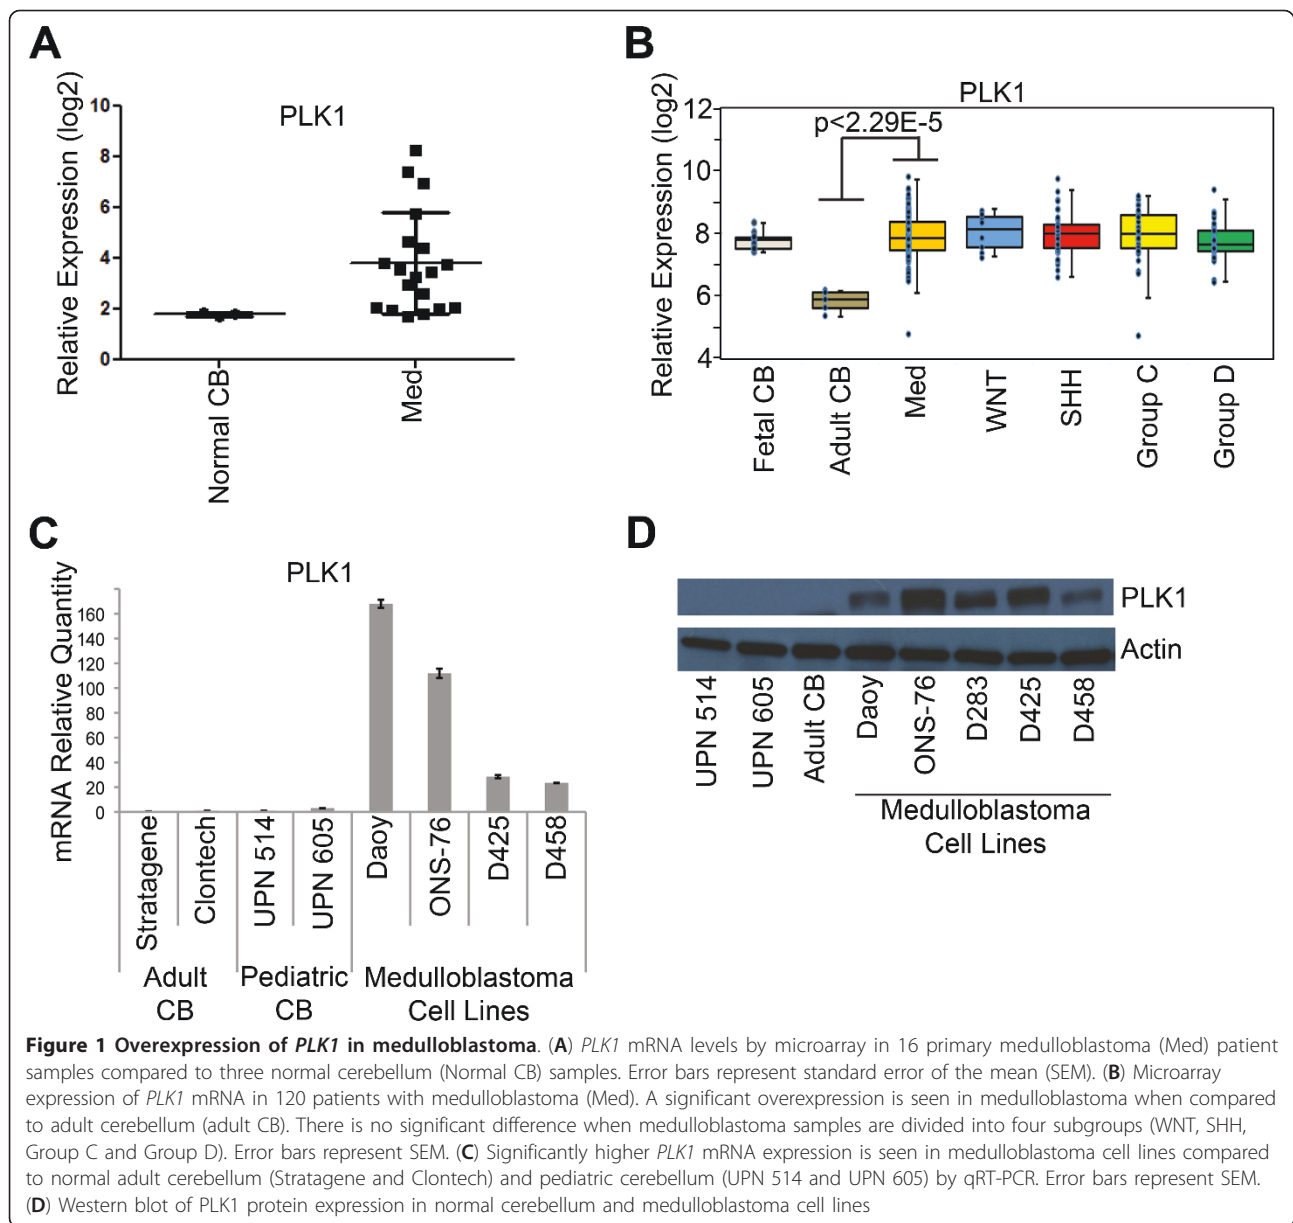 A
PLK1
Relative Expression (log2)
10
8
6
4
2
0
Normal CB
Med
B
PLK1
Relative Expression (log2)
12
10
8
6
4
p<2.29E-5
Fetal CB
Adult CB
Med
WNT
SHH
Group C
Group D
C
PLK1
mRNA Relative Quantity
160
140
120
100
80
60
40
20
0
Stratagene
Clontech
UPN 514
UPN 605
Daoy
ONS-76
D425
D458
Adult CB
Pediatric CB
Medulloblastoma Cell Lines
D
PLK1
Actin
UPN 514
UPN 605
Adult CB
Daoy
ONS-76
D283
D425
D458
Medulloblastoma
Cell Lines
Figure 1 Overexpression of PLK1 in medulloblastoma. (A) PLK1 mRNA levels by microarray in 16 primary medulloblastoma (Med) patient
samples compared to three normal cerebellum (Normal CB) samples. Error bars represent standard error of the mean (SEM). (B) Microarray
expression of PLK1 mRNA in 120 patients with medulloblastoma (Med). A significant overexpression is seen in medulloblastoma when compared
to adult cerebellum (adult CB). There is no significant difference when medulloblastoma samples are divided into four subgroups (WNT, SHH,
Group C and Group D). Error bars represent SEM. (C) Significantly higher PLK1 mRNA expression is seen in medulloblastoma cell lines compared
to normal adult cerebellum (Stratagene and Clontech) and pediatric cerebellum (UPN 514 and UPN 605) by qRT-PCR. Error bars represent SEM.
(D) Western blot of PLK1 protein expression in normal cerebellum and medulloblastoma cell lines